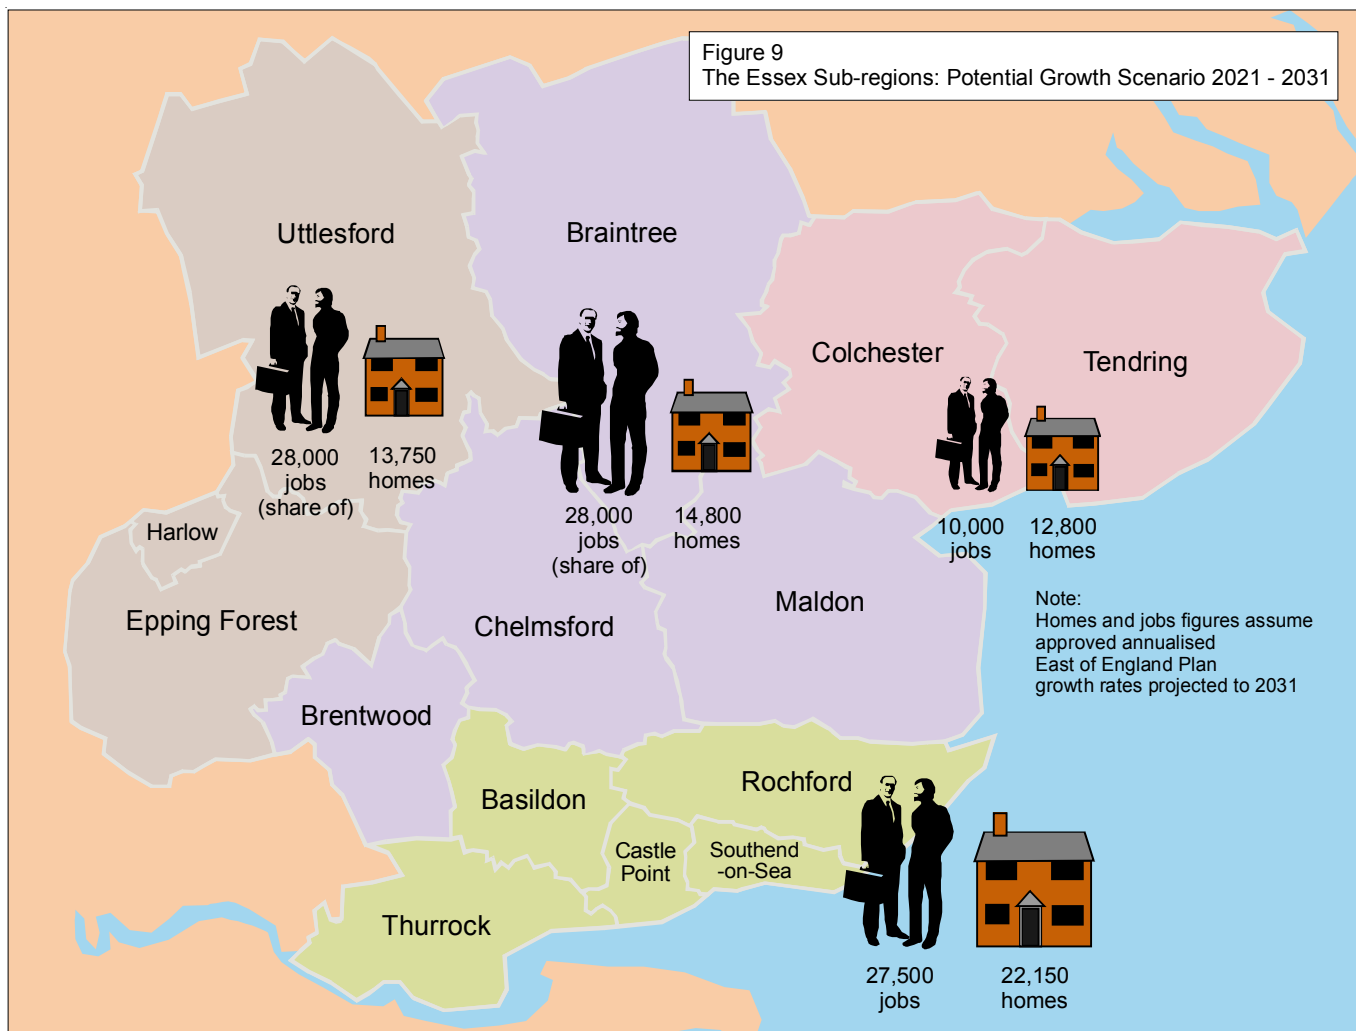 Figure 9
The Essex Sub-regions: Potential Growth Scenario 2021 - 2031
Uttlesford
Braintree
Colchester
Tendring
28,000
jobs
(share of)
13,750
homes
28,000
jobs
(share of)
14,800
homes
10,000
jobs
12,800
homes
Harlow
Epping Forest
Chelmsford
Maldon
Note:
Homes and jobs figures assume
approved annualised
East of England Plan
growth rates projected to 2031
Brentwood
Basildon
Rochford
Castle
Point
Southend
-on-Sea
Thurrock
27,500
jobs
22,150
homes